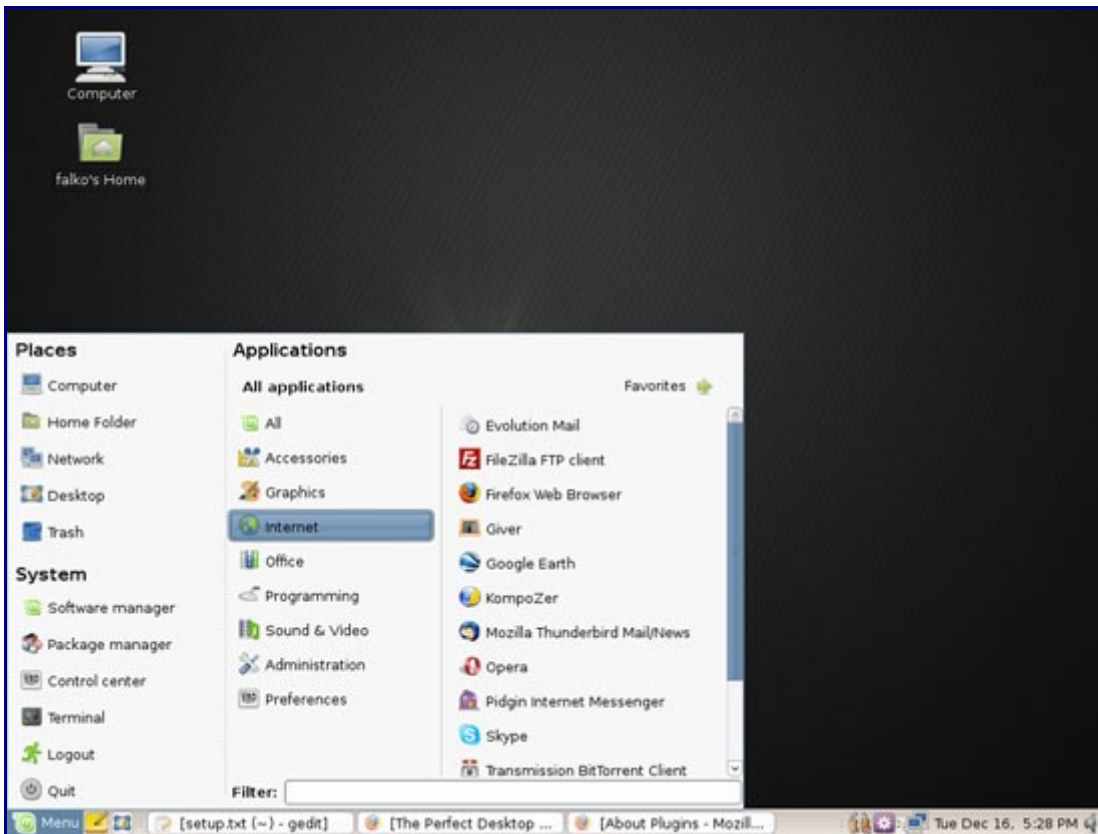 Computer
falko's Home
Places
Computer
Home Folder
Network
Desktop
Trash
System
Software manager
Package manager
Control center
Terminal
Logout
Quit
Applications
All applications
Favorites
All
Accessories
Graphics
Internet
Office
Programming
Sound & Video
Administration
Preferences
Evolution Mail
FileZilla FTP client
Firefox Web Browser
Giver
Google Earth
KompoZer
Mozilla Thunderbird Mail/News
Opera
Pidgin Internet Messenger
Skype
Transmission BitTorrent Client
Filter:
Menu
[setup.txt (~) - gedit]
[The Perfect Desktop ...
[About Plugins - Mozill...
Tue Dec 16, 5:28 PM